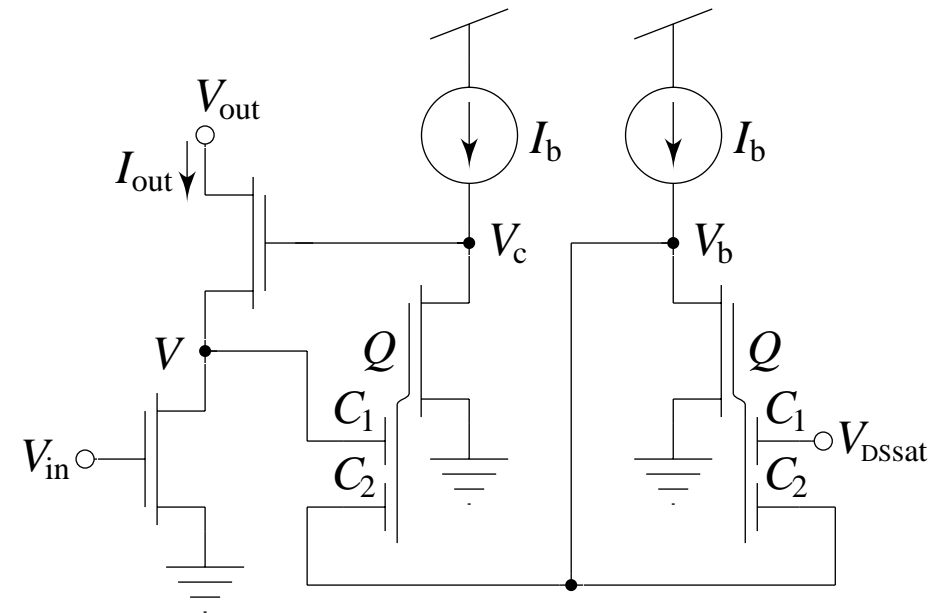 V_out
I_out
I_b
I_b
V_c
V_b
V
Q
Q
C_1
C_1
V_in
V_DSsat
C_2
C_2